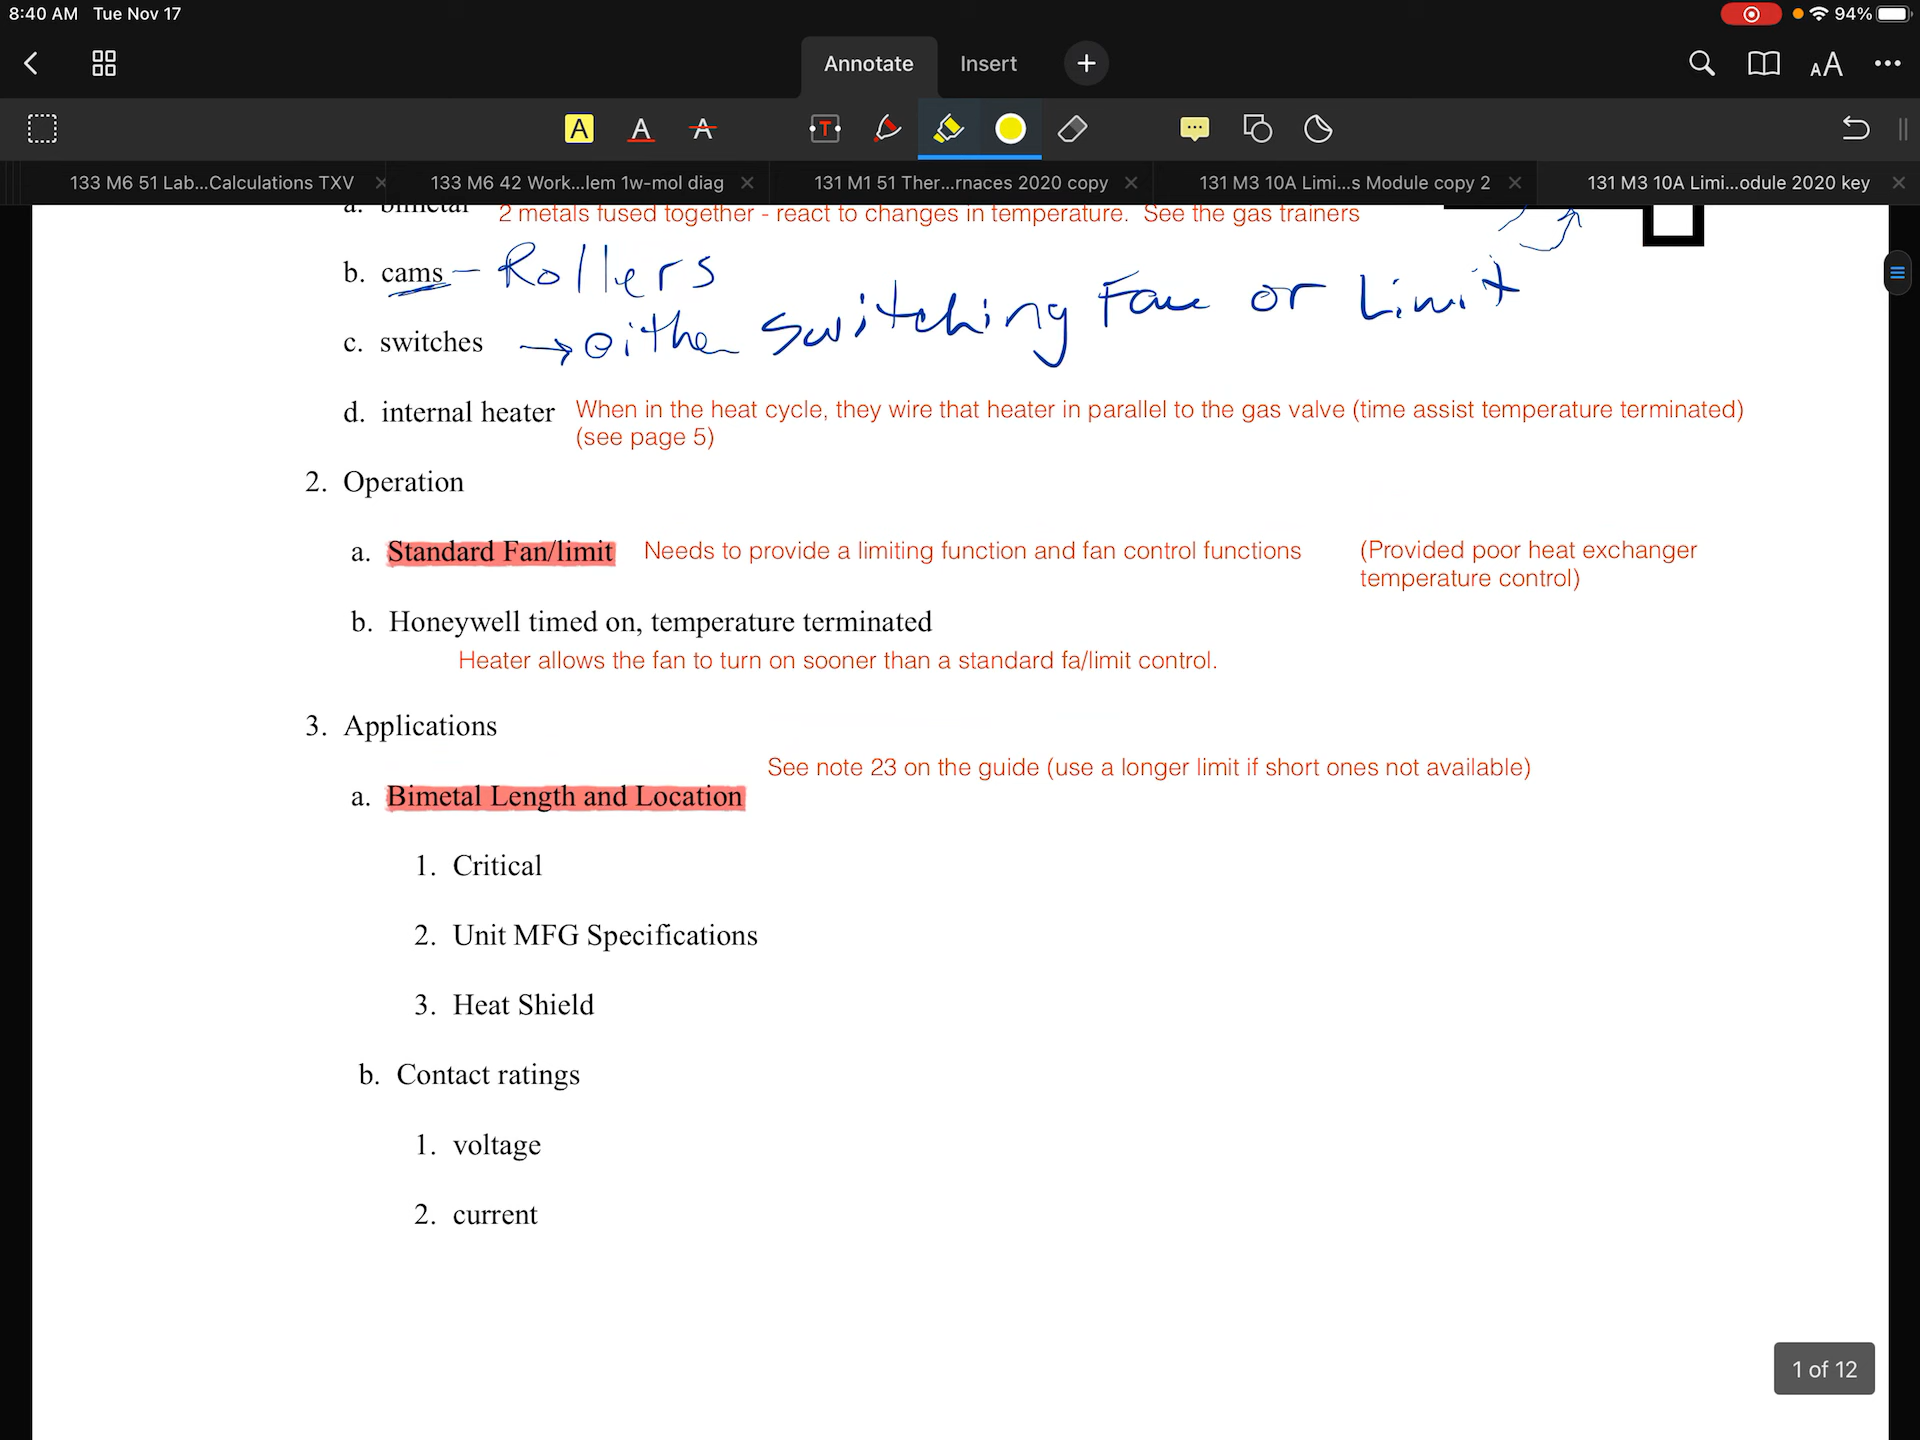 8:40 AM Tue Nov 17
94%
Annotate Insert
AA
A A A T
133 M6 51 Lab...Calculations TXV
133 M6 42 Work...lem 1w-mol diag
131 M1 51 Ther...rnaces 2020 copy
131 M3 10A Limi...s Module copy 2
131 M3 10A Limi...odule 2020 key
a. bimetal 2 metals fused together - react to changes in temperature. See the gas trainers
b. cams - Rollers
c. switches → either switching Fan or Limit
d. internal heater When in the heat cycle, they wire that heater in parallel to the gas valve (time assist temperature terminated)
(see page 5)
2. Operation
a. Standard Fan/limit Needs to provide a limiting function and fan control functions (Provided poor heat exchanger
temperature control)
b. Honeywell timed on, temperature terminated
Heater allows the fan to turn on sooner than a standard fa/limit control.
3. Applications
See note 23 on the guide (use a longer limit if short ones not available)
a. Bimetal Length and Location
1. Critical
2. Unit MFG Specifications
3. Heat Shield
b. Contact ratings
1. voltage
2. current
1 of 12